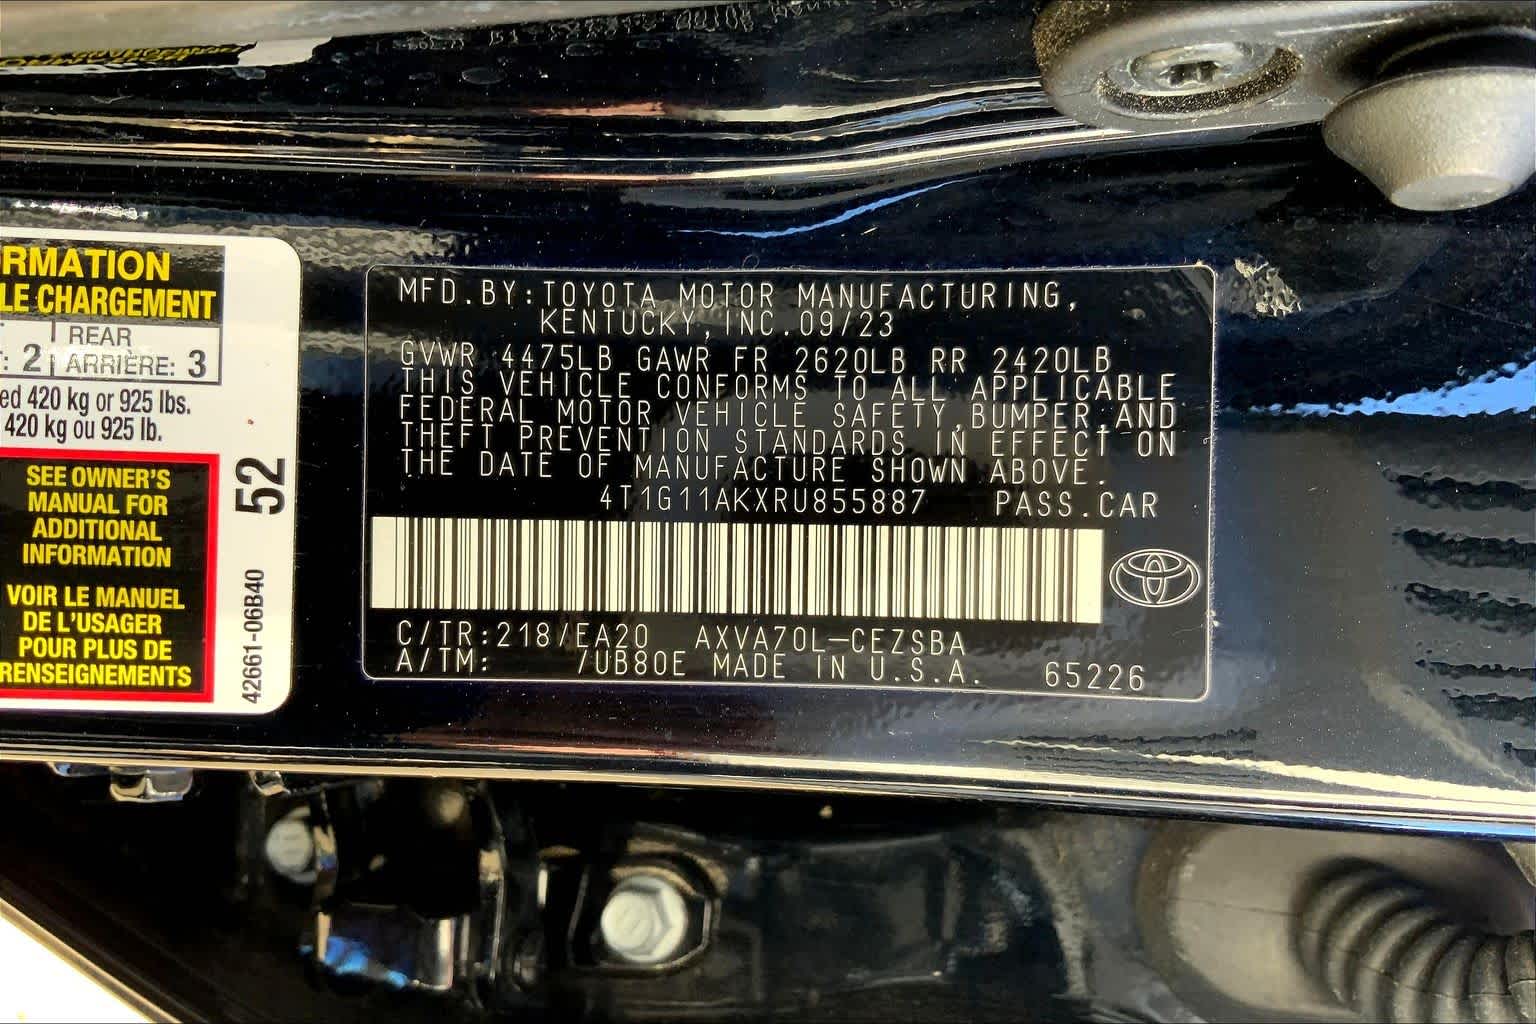 RMATION
LE CHARGEMENT
: 2 | REAR
ARRIÈRE: 3
ed 420 kg or 925 lbs.
420 kg ou 925 lb.
SEE OWNER'S
MANUAL FOR
ADDITIONAL
INFORMATION
VOIR LE MANUEL
DE L'USAGER
POUR PLUS DE
RENSEIGNEMENTS
52
42661-06B40
MFD.BY:TOYOTA MOTOR MANUFACTURING,
KENTUCKY,INC.09/23
GVWR 4475LB GAWR FR 2620LB RR 2420LB
THIS VEHICLE CONFORMS TO ALL APPLICABLE
FEDERAL MOTOR VEHICLE SAFETY,BUMPER,AND
THEFT PREVENTION STANDARDS IN EFFECT ON
THE DATE OF MANUFACTURE SHOWN ABOVE.
4T1G11AKXRU855887 PASS.CAR
C/TR:218/EA20 AXVA70L-CEZSBA
A/TM: /UB80E MADE IN U.S.A. 65226